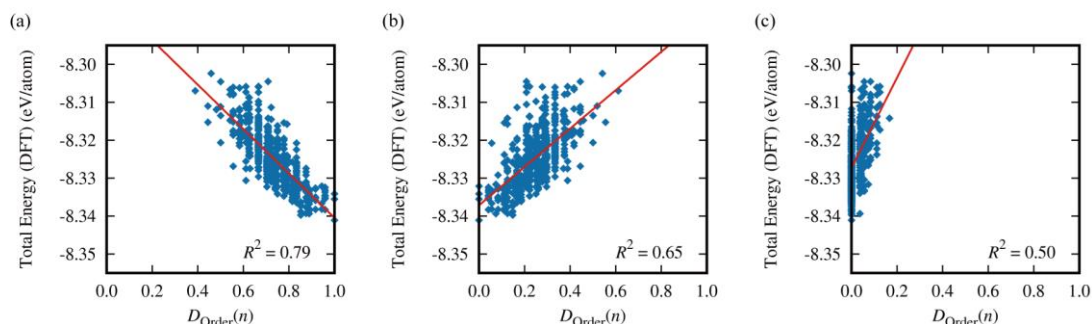 (a)
Total Energy (DFT) (eV/atom)
-8.30
-8.31
-8.32
-8.33
-8.34
-8.35
R² = 0.79
0.0 0.2 0.4 0.6 0.8 1.0
D_Order(n)
(b)
Total Energy (DFT) (eV/atom)
-8.30
-8.31
-8.32
-8.33
-8.34
-8.35
R² = 0.65
0.0 0.2 0.4 0.6 0.8 1.0
D_Order(n)
(c)
Total Energy (DFT) (eV/atom)
-8.30
-8.31
-8.32
-8.33
-8.34
-8.35
R² = 0.50
0.0 0.2 0.4 0.6 0.8 1.0
D_Order(n)